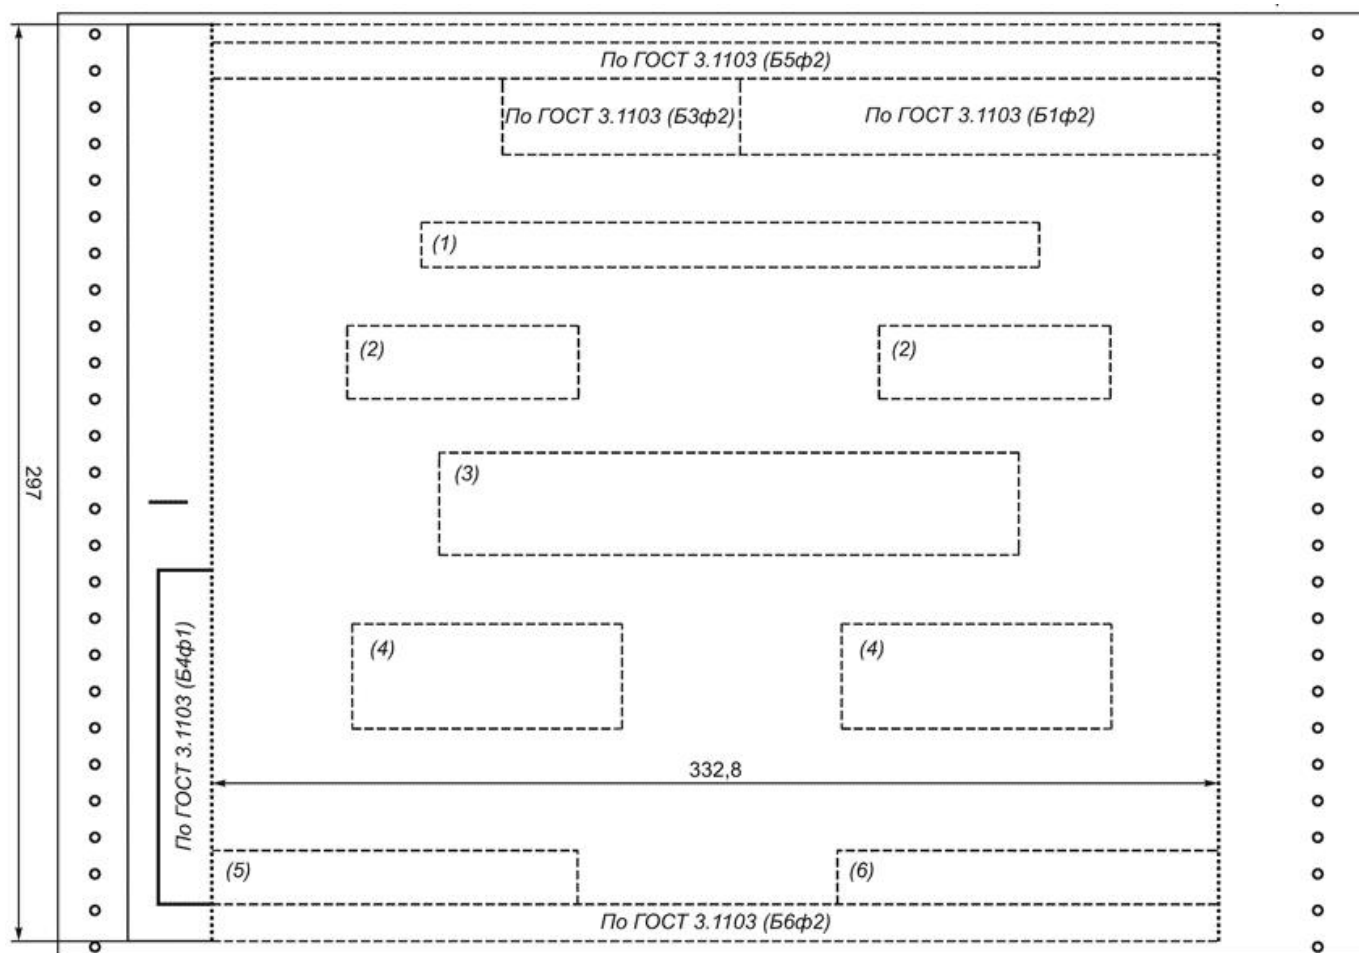 По ГОСТ 3.1103 (Б5ф2)
По ГОСТ 3.1103 (Б3ф2)
По ГОСТ 3.1103 (Б1ф2)
(1)
(2)
(2)
(3)
297
(4)
(4)
По ГОСТ 3.1103 (Б4ф1)
332,8
(5)
(6)
По ГОСТ 3.1103 (Б6ф2)